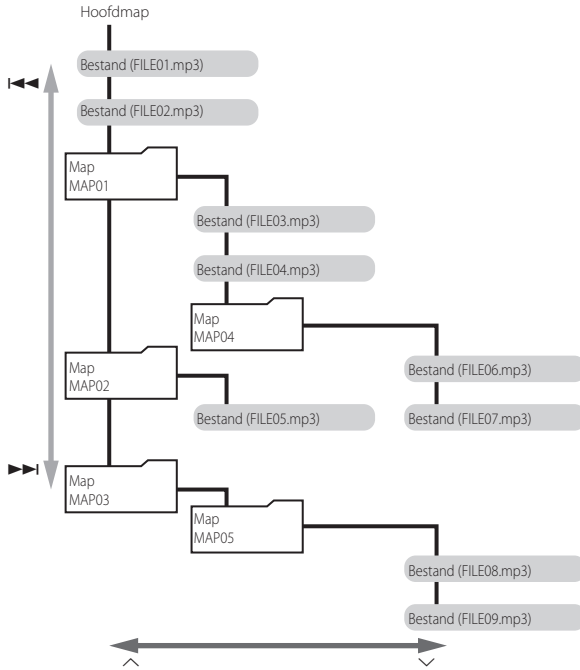 Hoofdmap
Bestand (FILE01.mp3)
Bestand (FILE02.mp3)
Map
MAP01
Bestand (FILE03.mp3)
Bestand (FILE04.mp3)
Map
MAP04
Map
MAP02
Bestand (FILE06.mp3)
Bestand (FILE05.mp3)
Bestand (FILE07.mp3)
Map
MAP03
Map
MAP05
Bestand (FILE08.mp3)
Bestand (FILE09.mp3)